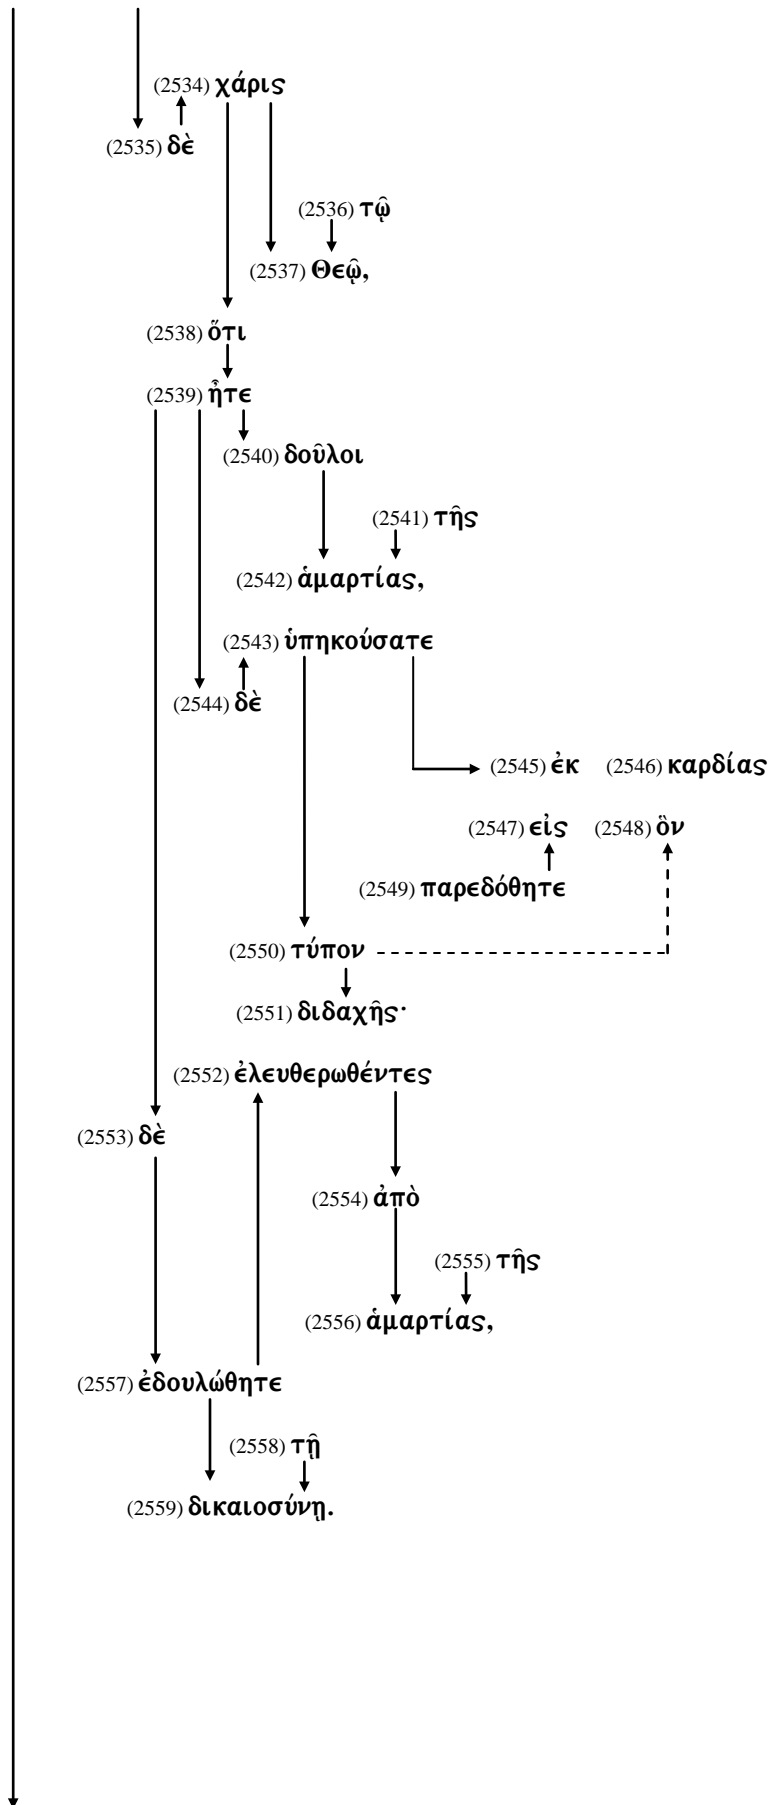 (2534) χάρις
(2535) δὲ
(2536) τῷ
(2537) Θεῷ,
(2538) ὅτι
(2539) ἦτε
(2540) δοῦλοι
(2541) τῆς
(2542) ἁμαρτίας,
(2543) ὑπηκούσατε
(2544) δὲ
(2545) ἐκ (2546) καρδίας
(2547) εἰς (2548) ὃν
(2549) παρεδόθητε
(2550) τύπον
(2551) διδαχῆς·
(2552) ἐλευθερωθέντες
(2553) δὲ
(2554) ἀπὸ
(2555) τῆς
(2556) ἁμαρτίας,
(2557) ἐδουλώθητε
(2558) τῇ
(2559) δικαιοσύνῃ.